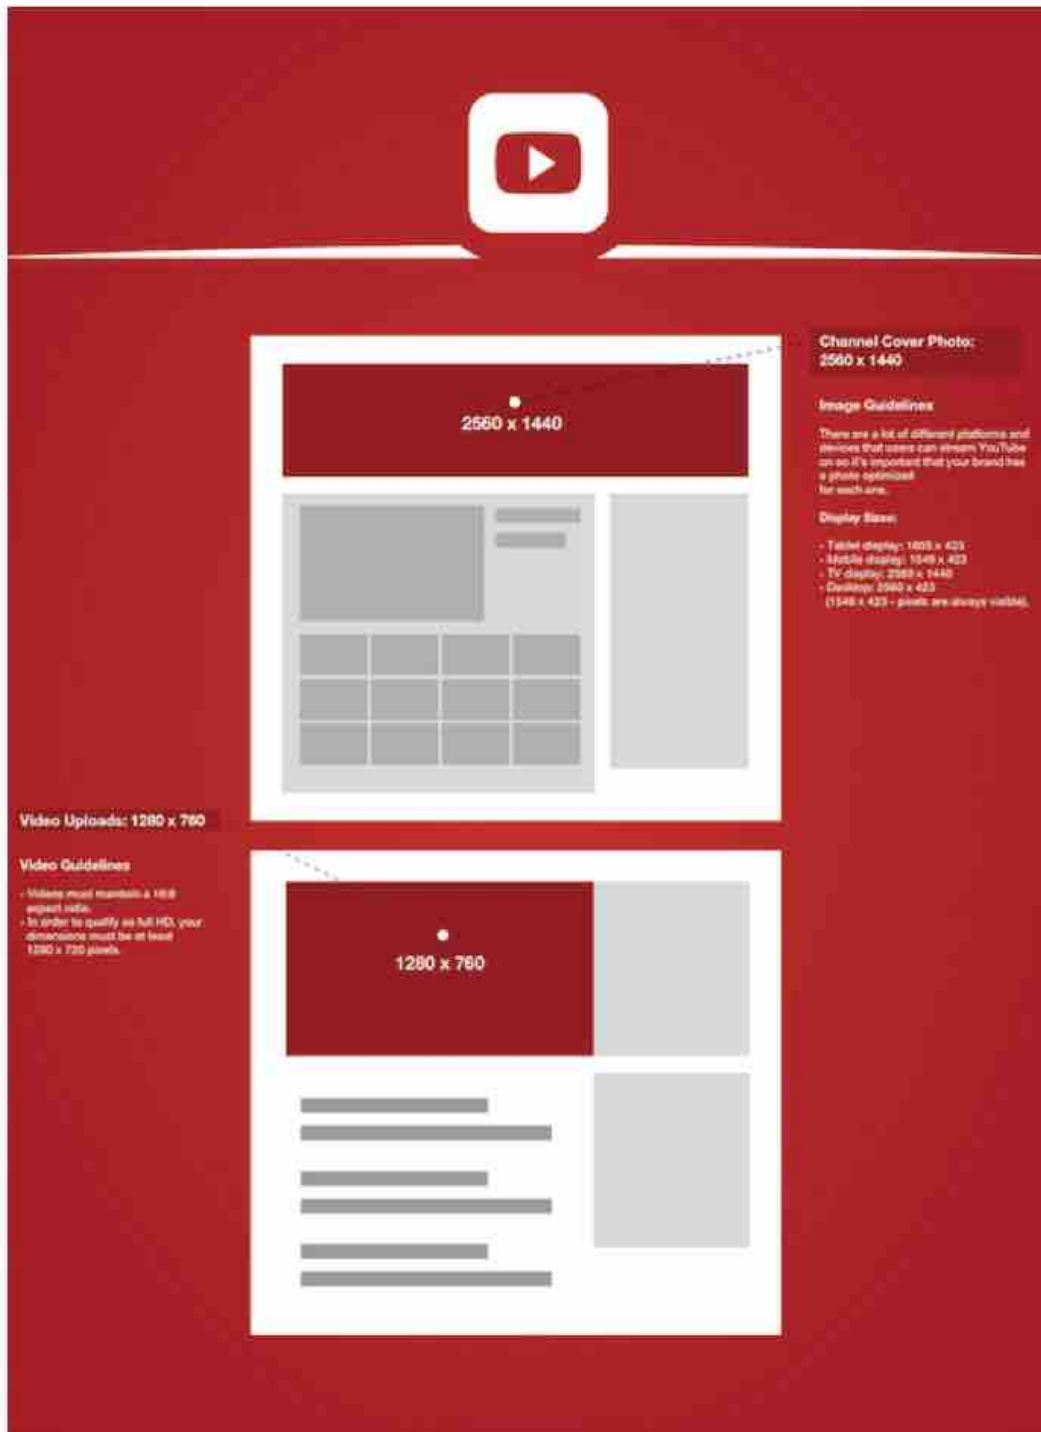 Channel Cover Photo:
2560 x 1440
2560 x 1440
Image Guidelines
There are a lot of different platforms and
devices that users can stream YouTube
on so it's important that your brand has
a photo optimized
for each one.
Display Sizes:
- Tablet display: 1855 x 423
- Mobile display: 1546 x 423
- TV display: 2560 x 1440
- Desktop: 2560 x 423
(1546 x 423 - pixels are always visible).
Video Uploads: 1280 x 760
Video Guidelines
- Videos must maintain a 16:9
aspect ratio.
- In order to qualify as full HD, your
dimensions must be at least
1280 x 720 pixels.
1280 x 760